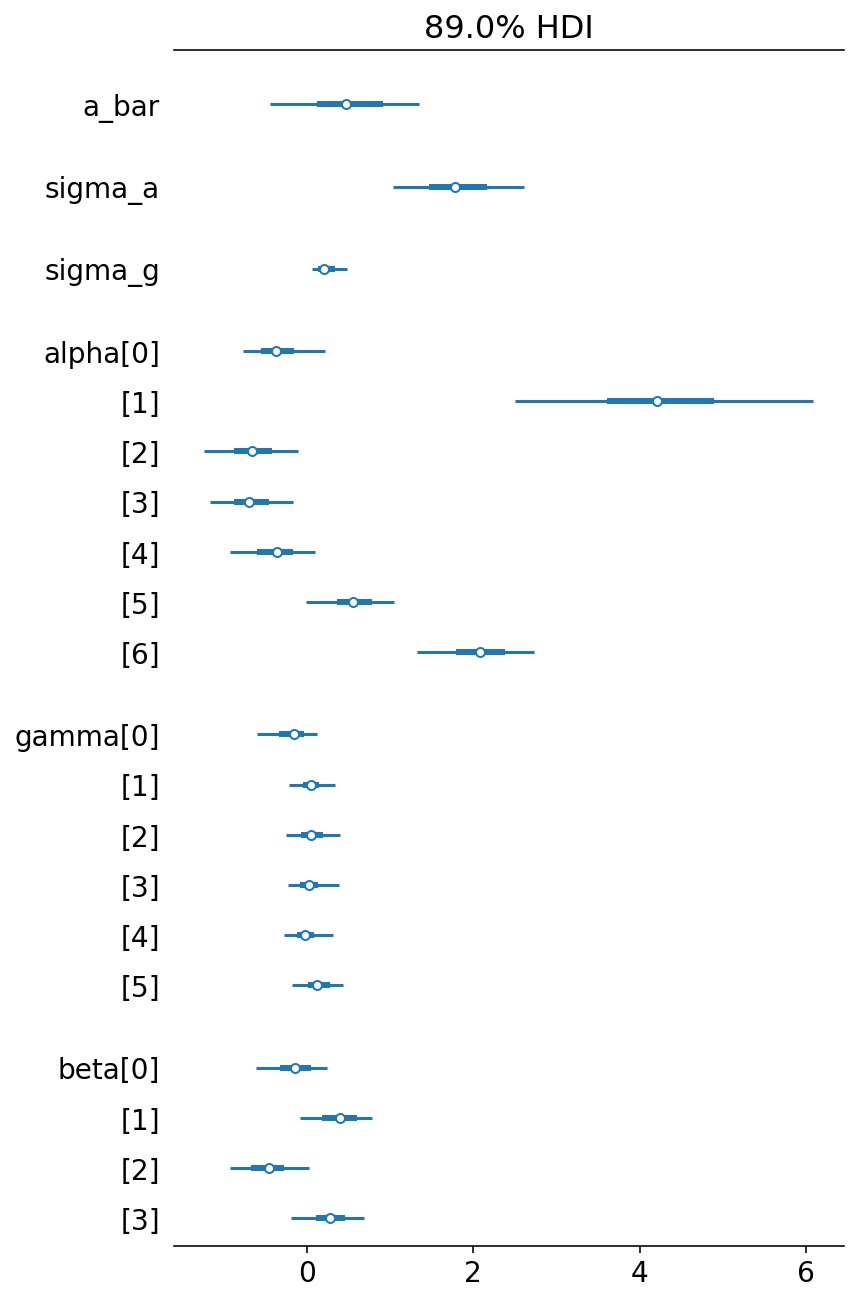 89.0% HDI
a_bar
sigma_a
sigma_g
alpha[0]
[1]
[2]
[3]
[4]
[5]
[6]
gamma[0]
[1]
[2]
[3]
[4]
[5]
beta[0]
[1]
[2]
[3]
0 2 4 6